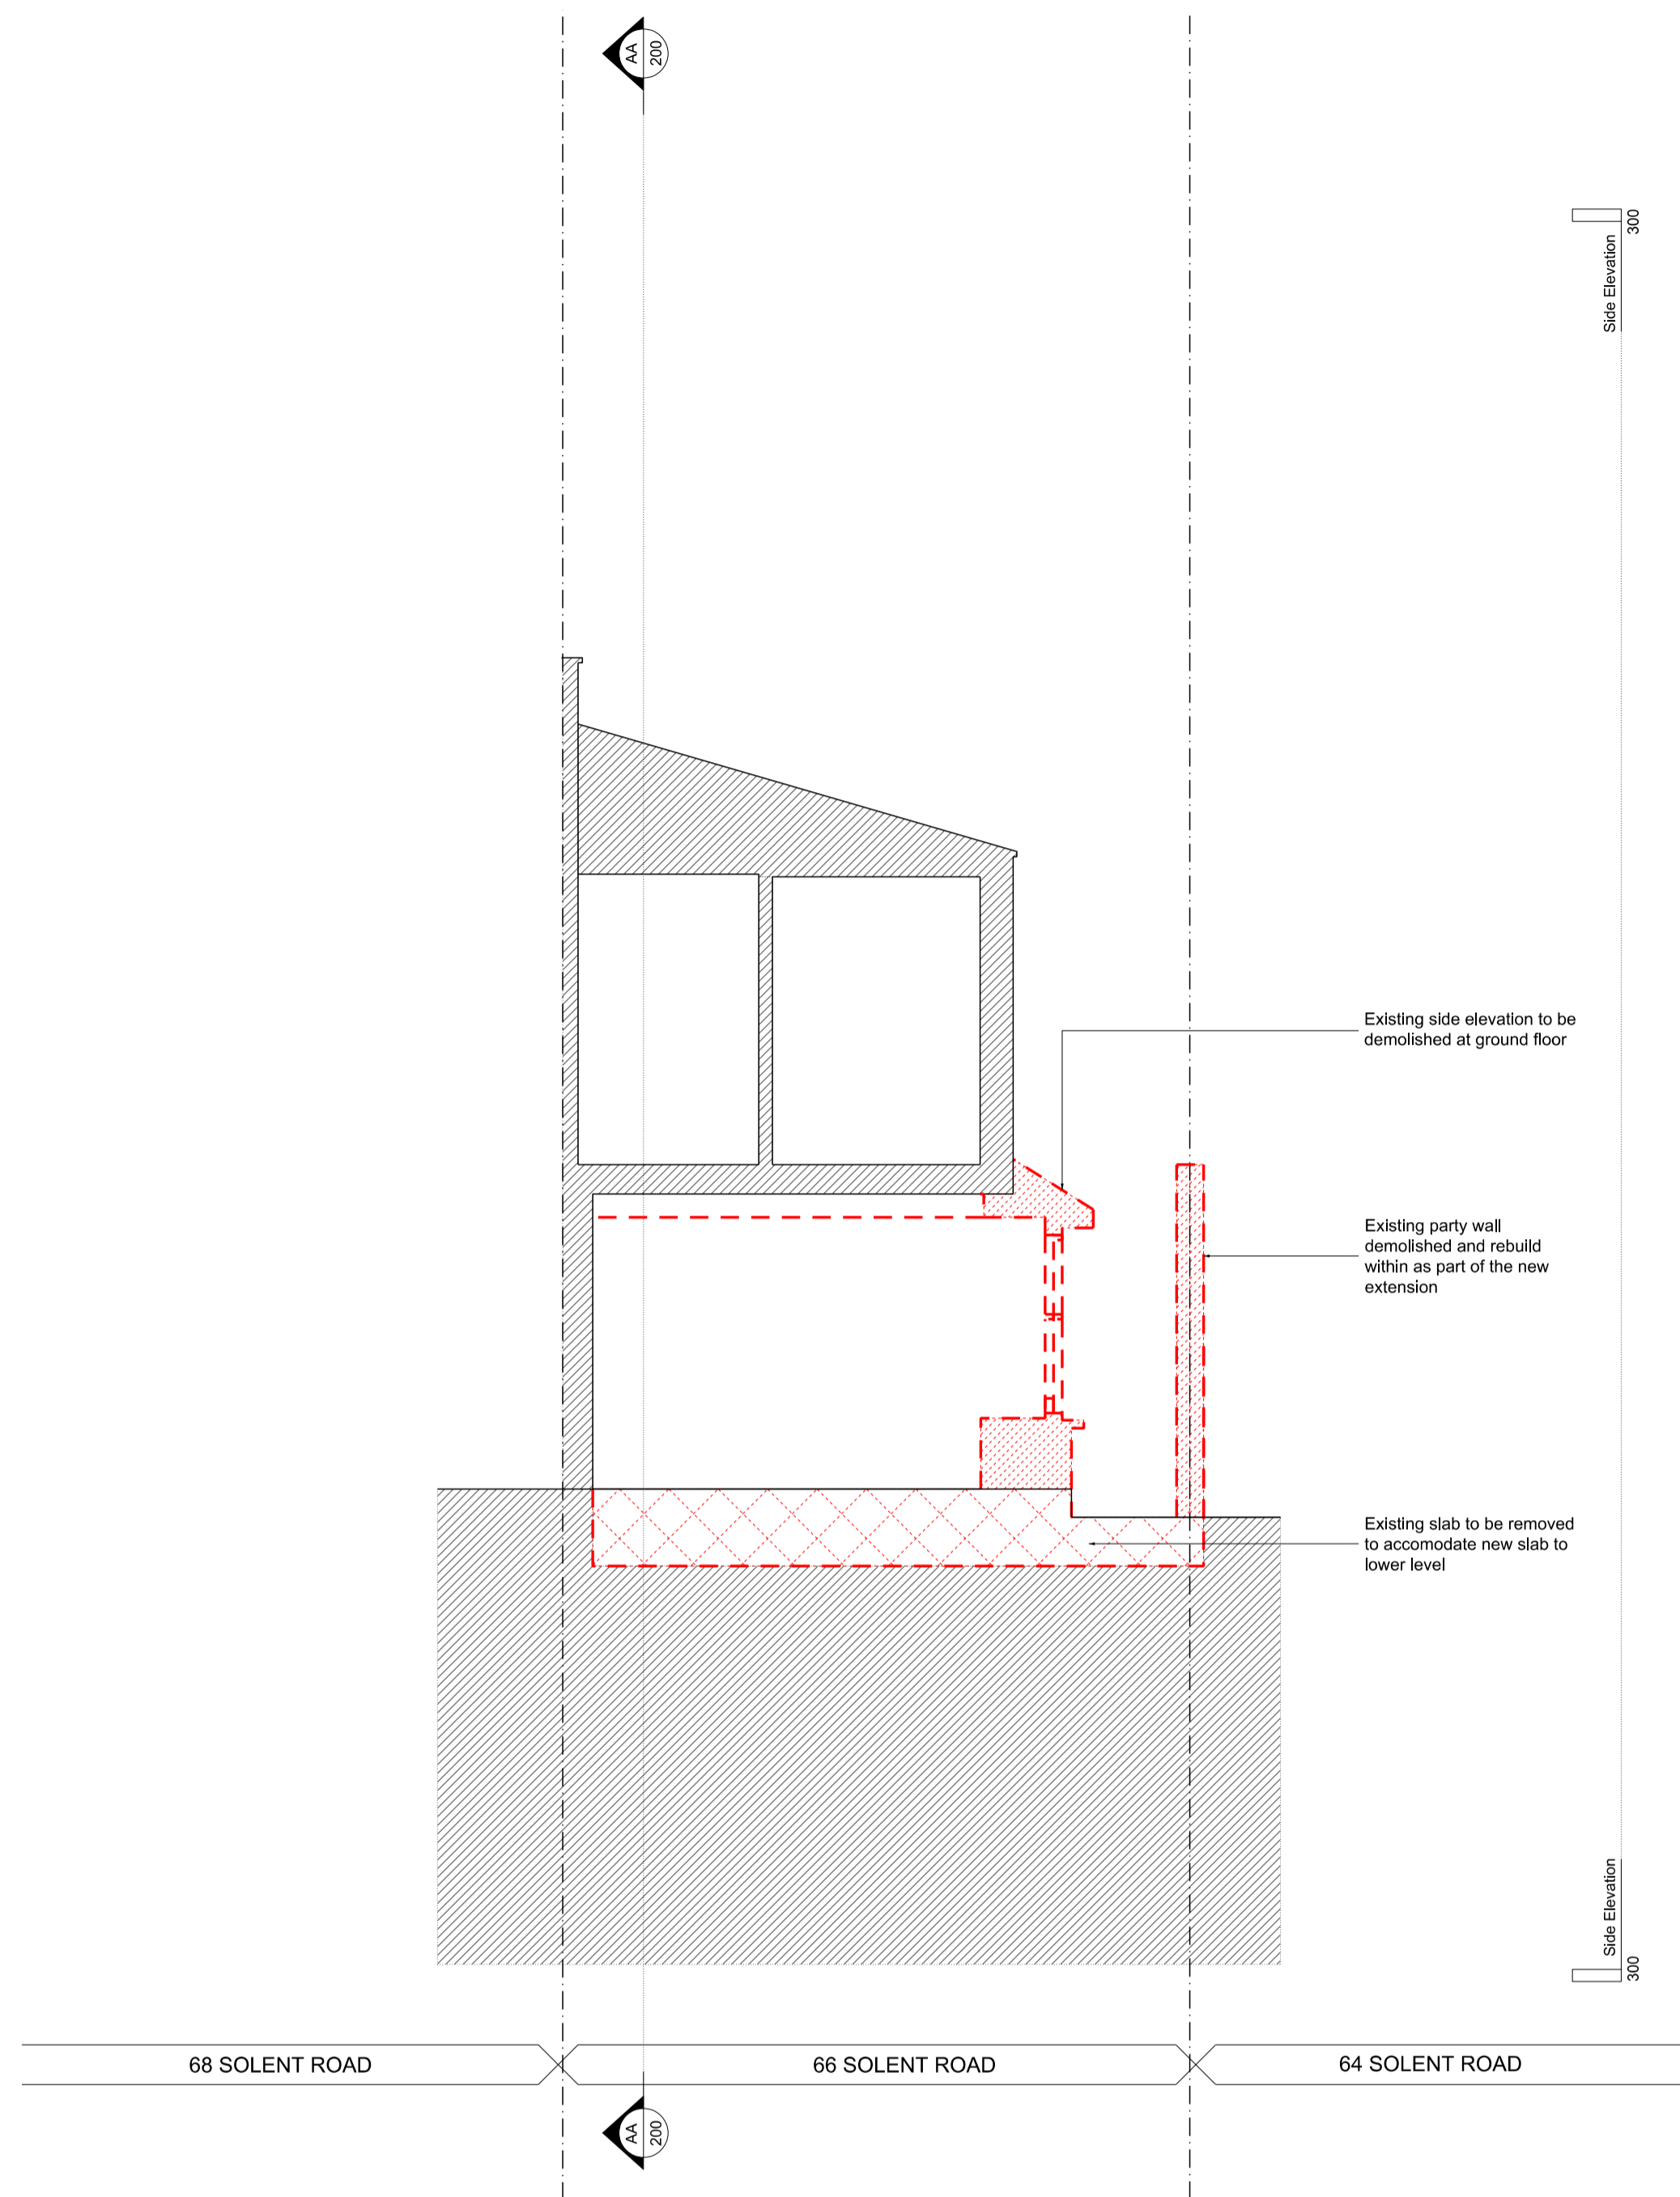 AA
200
300
Side Elevation
Existing side elevation to be
demolished at ground floor
Existing party wall
demolished and rebuild
within as part of the new
extension
Existing slab to be removed
to accomodate new slab to
lower level
Side Elevation
300
68 SOLENT ROAD
66 SOLENT ROAD
64 SOLENT ROAD
AA
200